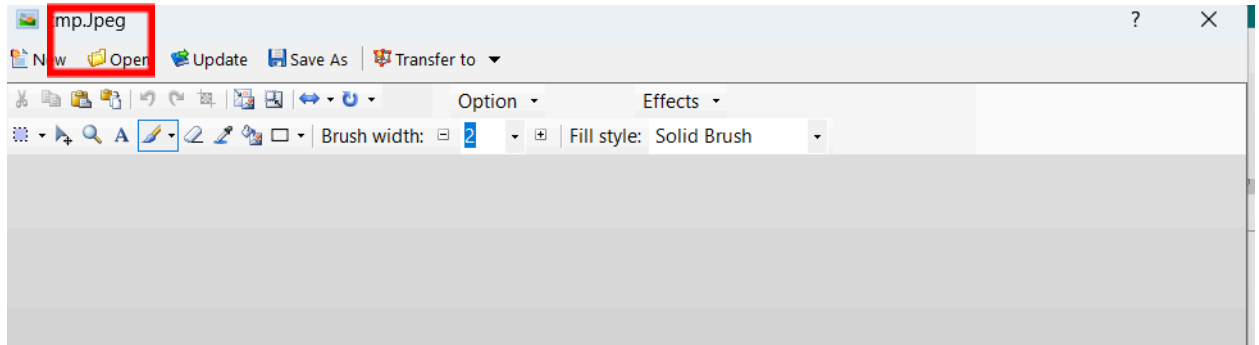 tmp.Jpeg ?
New Open Update Save As Transfer to
Option Effects
A Brush width: 2 Fill style: Solid Brush